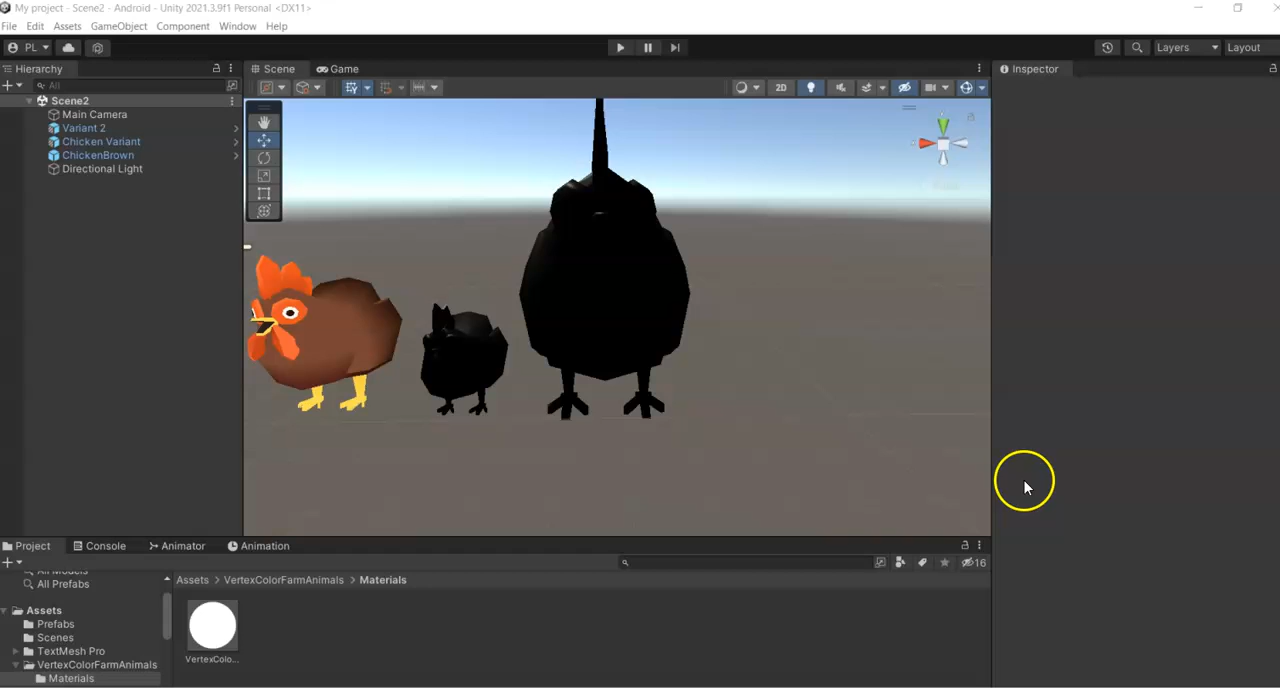 My project - Scene2 - Android - Unity 2021.3.9f1 Personal <DX11>
File Edit Assets GameObject Component Window Help
PL Layers Layout
Hierarchy Scene Game Inspector
All 2D
Scene2
Main Camera
Variant 2
Chicken Variant
ChickenBrown
Directional Light
Project Console Animator Animation
16
All Prefabs
Assets > VertexColorFarmAnimals > Materials
Assets
Prefabs
Scenes
TextMesh Pro
VertexColorFarmAnimals
Materials
VertexColo...